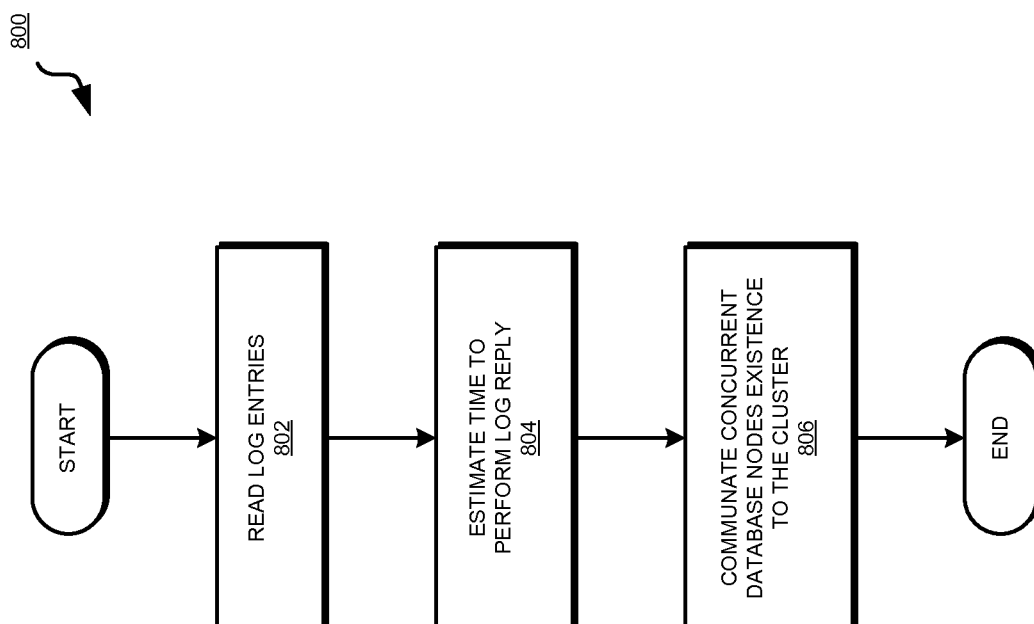 800
START
READ LOG ENTRIES
802
ESTIMATE TIME TO
PERFORM LOG REPLY
804
COMMUNATE CONCURRENT
DATABASE NODES EXISTENCE
TO THE CLUSTER
806
END